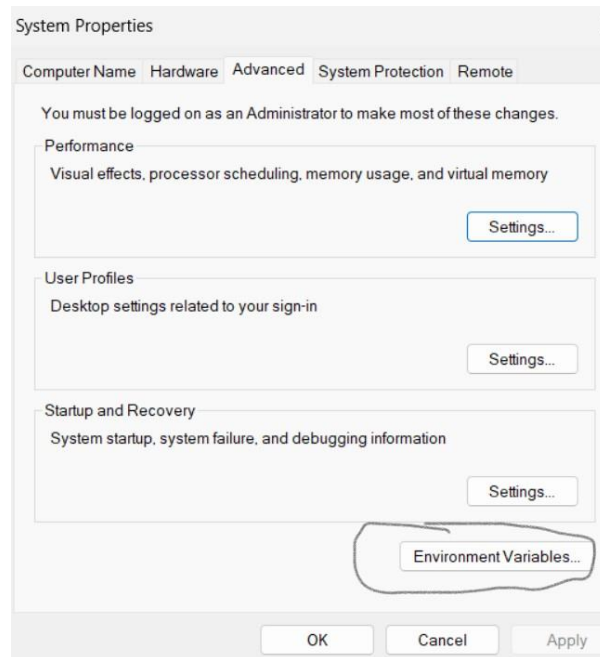 System Properties
Computer Name Hardware Advanced System Protection Remote
You must be logged on as an Administrator to make most of these changes.
Performance
Visual effects, processor scheduling, memory usage, and virtual memory
Settings...
User Profiles
Desktop settings related to your sign-in
Settings...
Startup and Recovery
System startup, system failure, and debugging information
Settings...
Environment Variables...
OK Cancel Apply